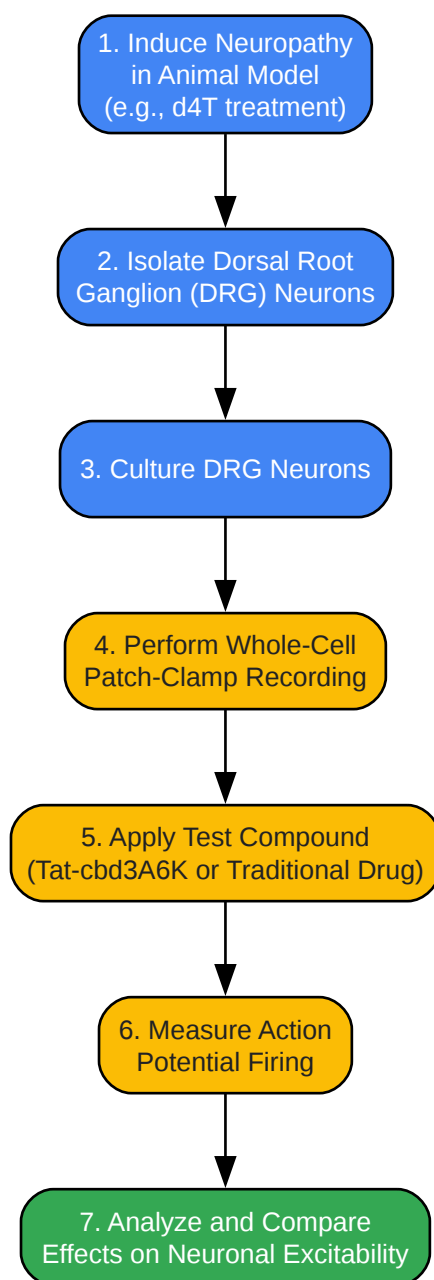 1. Induce Neuropathy
in Animal Model
(e.g., d4T treatment)
2. Isolate Dorsal Root
Ganglion (DRG) Neurons
3. Culture DRG Neurons
4. Perform Whole-Cell
Patch-Clamp Recording
5. Apply Test Compound
(Tat-cbd3A6K or Traditional Drug)
6. Measure Action
Potential Firing
7. Analyze and Compare
Effects on Neuronal Excitability